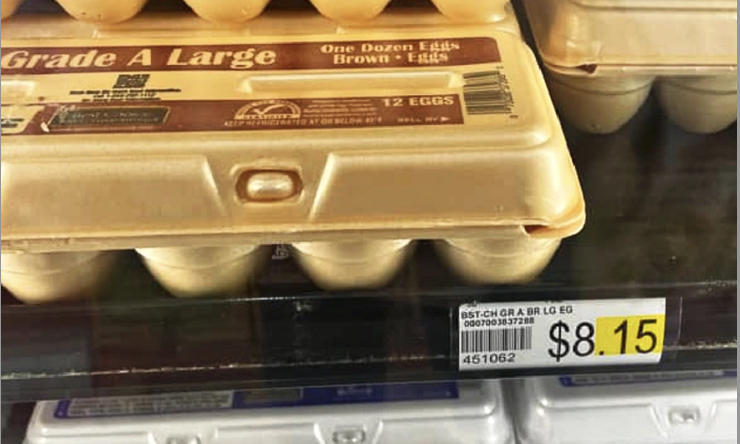 Grade A Large
One Dozen Eggs
Brown • Eggs
12 EGGS
KEEP REFRIGERATED AT OR BELOW 45°F
SELL BY
BST-CH GR A BR LG EG
0007003837288
451062
$8.15